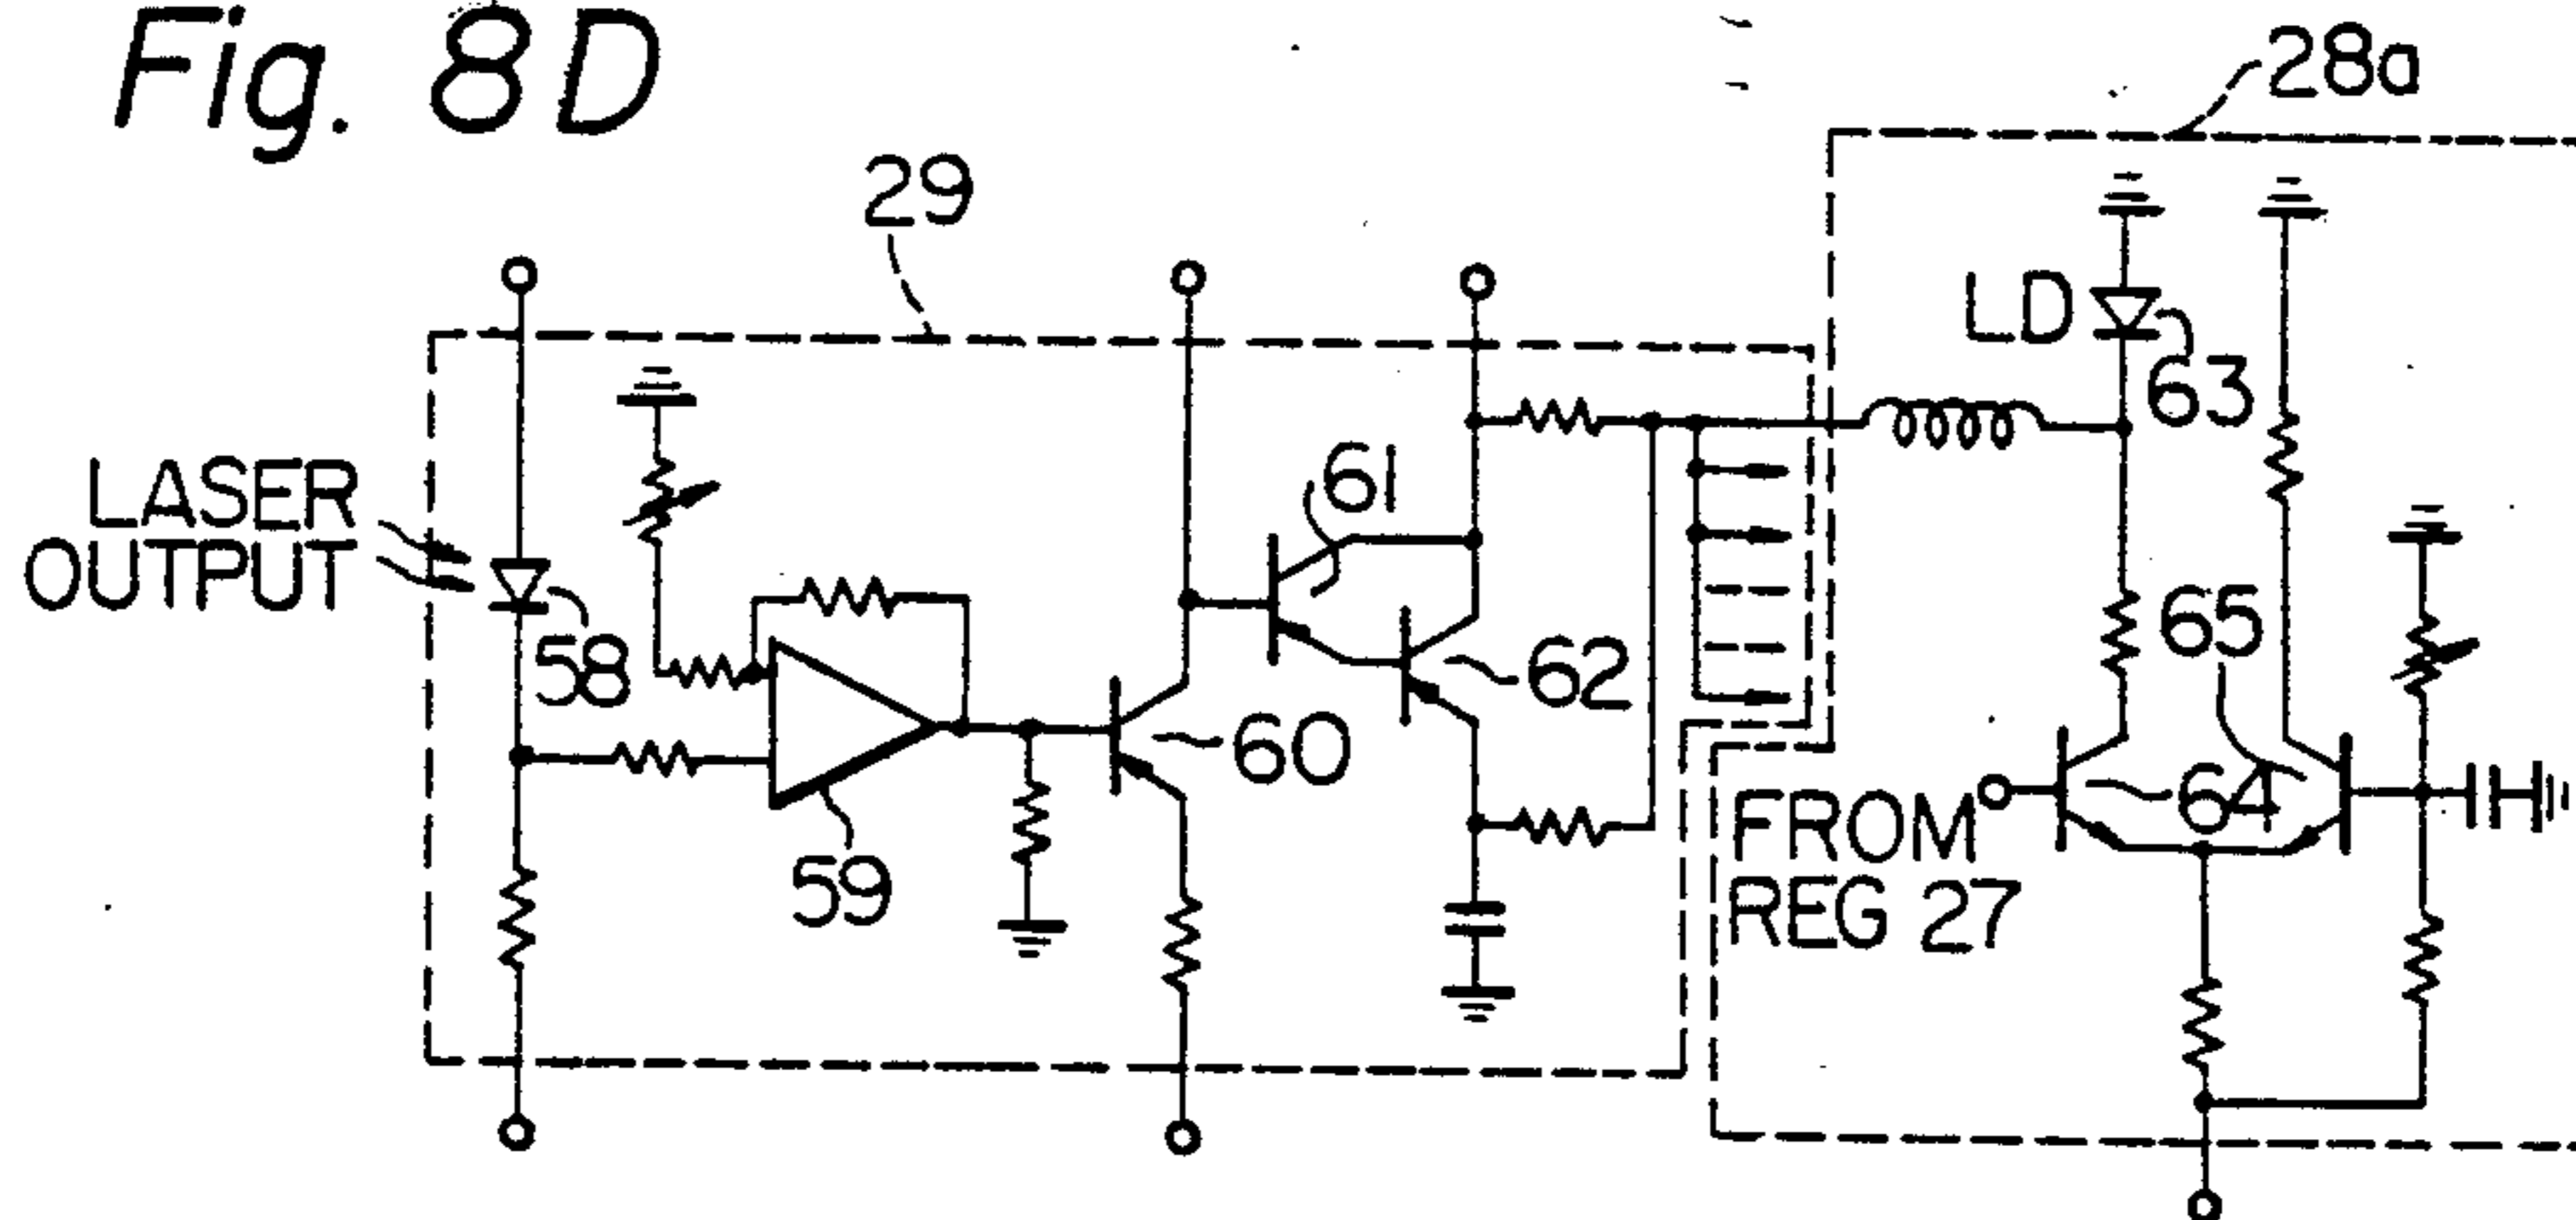 Fig. 8D
28a
29
LD
63
LASER
OUTPUT
61
58
62
65
60
64
59
FROM
REG 27